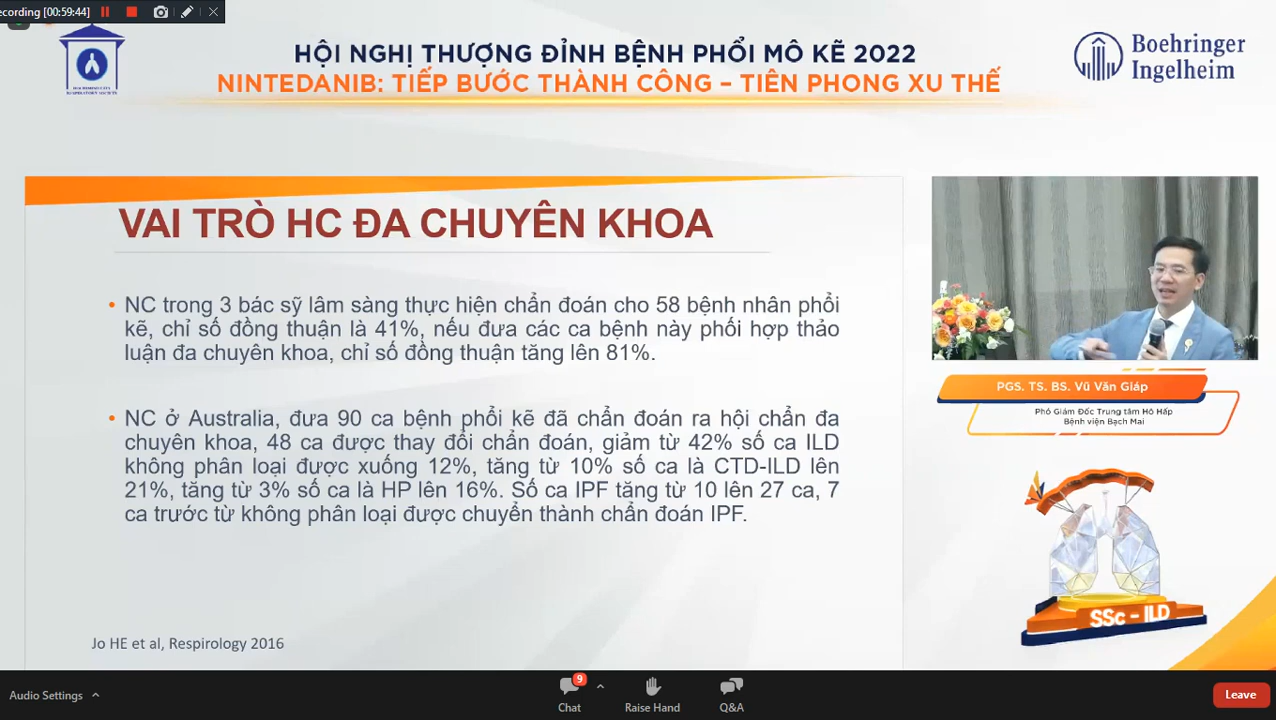 ecording [00:59:44]
HỘI NGHỊ THƯỢNG ĐỈNH BỆNH PHỔI MÔ KẼ 2022
NINTEDANIB: TIẾP BƯỚC THÀNH CÔNG – TIÊN PHONG XU THẾ
Boehringer
Ingelheim
VAI TRÒ HC ĐA CHUYÊN KHOA
• NC trong 3 bác sỹ lâm sàng thực hiện chẩn đoán cho 58 bệnh nhân phổi
kẽ, chỉ số đồng thuận là 41%, nếu đưa các ca bệnh này phối hợp thảo
luận đa chuyên khoa, chỉ số đồng thuận tăng lên 81%.
• NC ở Australia, đưa 90 ca bệnh phổi kẽ đã chẩn đoán ra hội chẩn đa
chuyên khoa, 48 ca được thay đổi chẩn đoán, giảm từ 42% số ca ILD
không phân loại được xuống 12%, tăng từ 10% số ca là CTD-ILD lên
21%, tăng từ 3% số ca là HP lên 16%. Số ca IPF tăng từ 10 lên 27 ca, 7
ca trước từ không phân loại được chuyển thành chẩn đoán IPF.
Jo HE et al, Respirology 2016
PGS. TS. BS. Vũ Văn Giáp
Phó Giám Đốc Trung tâm Hô Hấp
Bệnh viện Bạch Mai
SSc - ILD
Audio Settings
9
Chat
Raise Hand
Q&A
Leave